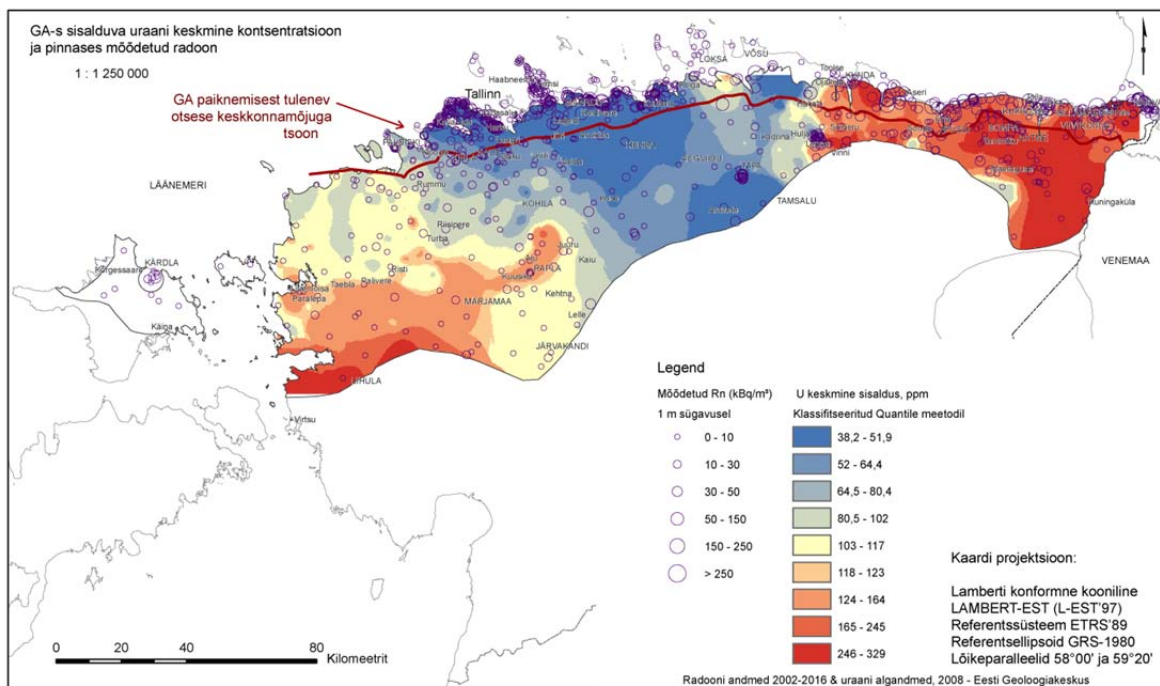 GA-s sisalduva uraani keskmine kontsentratsioon
ja pinnases mõõdetud radoon
1 : 1 250 000
GA paiknemisest tulenev
otsese keskkonnamõjuga
tsoon
LÄÄNEMERI
Tallinn
Haabneeme
LOKSA
VÕSU
Toolse
KUNDA
Aseri
Rummu
KOHILA
Riisipere
Turba
Risti
Palivere
Taebla
Paralepa
Juuru
RAPLA
Kaiu
Kuusiku
Kehtna
MÄRJAMAA
Lelle
JÄRVAKANDI
LIHULA
Virtsu
KÄRDLA
Kõrgessaare
Käina
KEHRA
AEGVIIDU
TAPA
Kadrina
Hulja
Vinni
TAMSALU
Kuningaküla
VENEMAA
0 20 40 80
Kilomeetrit
Legend
Mõõdetud Rn (kBq/m³)
1 m sügavusel
0 - 10
10 - 30
30 - 50
50 - 150
150 - 250
> 250
U keskmine sisaldus, ppm
Klassifitseeritud Quantile meetodil
38,2 - 51,9
52 - 64,4
64,5 - 80,4
80,5 - 102
103 - 117
118 - 123
124 - 164
165 - 245
246 - 329
Kaardi projektsioon:
Lamberti konformne kooniline
LAMBERT-EST (L-EST'97)
Referentssüsteem ETRS'89
Referentsellipsoid GRS-1980
Lõikeparalleelid 58°00' ja 59°20'
Radooni andmed 2002-2016 & uraani algandmed, 2008 - Eesti Geoloogiakeskus